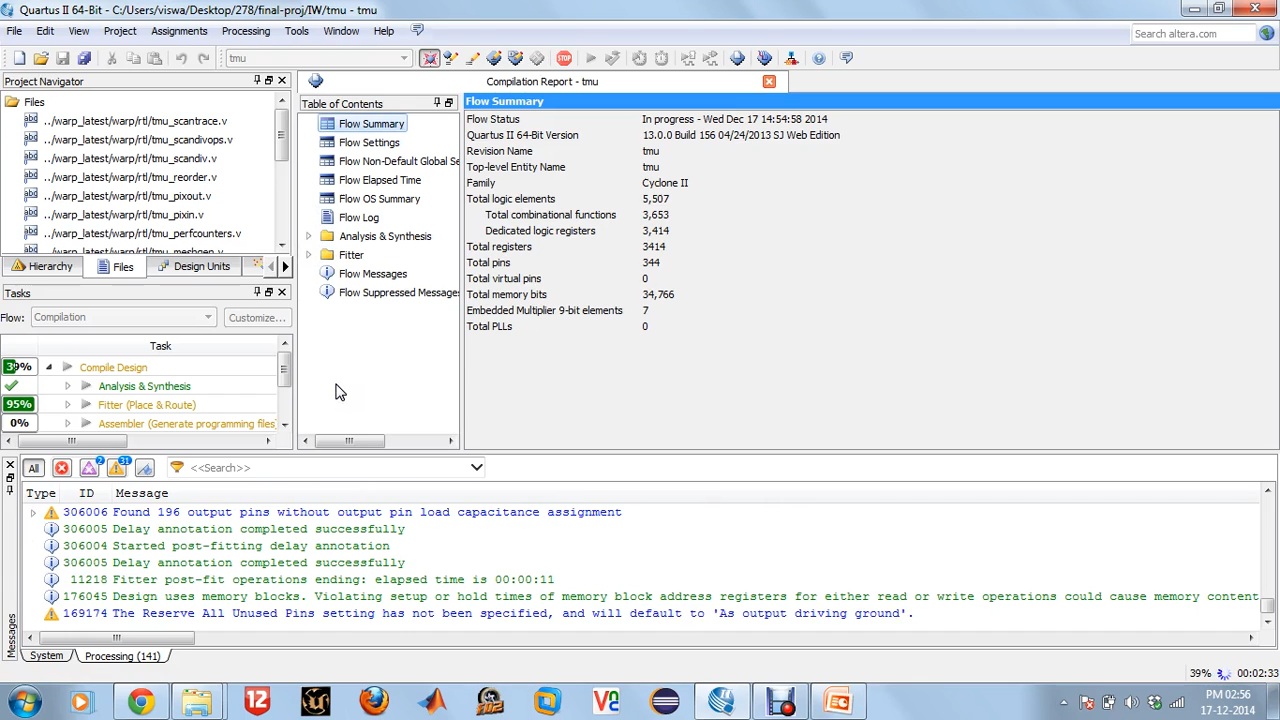 Quartus II 64-Bit - C:/Users/viswa/Desktop/278/final-proj/IW/tmu - tmu
File Edit View Project Assignments Processing Tools Window Help
Search altera.com
tmu
Project Navigator
Files
../warp_latest/warp/rtl/tmu_scantrace.v
../warp_latest/warp/rtl/tmu_scandivops.v
../warp_latest/warp/rtl/tmu_scandiv.v
../warp_latest/warp/rtl/tmu_reorder.v
../warp_latest/warp/rtl/tmu_pixout.v
../warp_latest/warp/rtl/tmu_pixin.v
../warp_latest/warp/rtl/tmu_perfcounters.v
../warp_latest/warp/rtl/tmu_meshgen.v
Hierarchy Files Design Units
Tasks
Flow: Compilation Customize...
Task
39% Compile Design
Analysis & Synthesis
95% Fitter (Place & Route)
0% Assembler (Generate programming files)
Compilation Report - tmu
Table of Contents
Flow Summary
Flow Settings
Flow Non-Default Global Se
Flow Elapsed Time
Flow OS Summary
Flow Log
Analysis & Synthesis
Fitter
Flow Messages
Flow Suppressed Messages
Flow Summary
Flow Status In progress - Wed Dec 17 14:54:58 2014
Quartus II 64-Bit Version 13.0.0 Build 156 04/24/2013 SJ Web Edition
Revision Name tmu
Top-level Entity Name tmu
Family Cyclone II
Total logic elements 5,507
Total combinational functions 3,653
Dedicated logic registers 3,414
Total registers 3414
Total pins 344
Total virtual pins 0
Total memory bits 34,766
Embedded Multiplier 9-bit elements 7
Total PLLs 0
All 2 31 <<Search>>
Type ID Message
306006 Found 196 output pins without output pin load capacitance assignment
306005 Delay annotation completed successfully
306004 Started post-fitting delay annotation
306005 Delay annotation completed successfully
11218 Fitter post-fit operations ending: elapsed time is 00:00:11
176045 Design uses memory blocks. Violating setup or hold times of memory block address registers for either read or write operations could cause memory content
169174 The Reserve All Unused Pins setting has not been specified, and will default to 'As output driving ground'.
Messages
System Processing (141)
39% 00:02:33
12
PM 02:56
17-12-2014